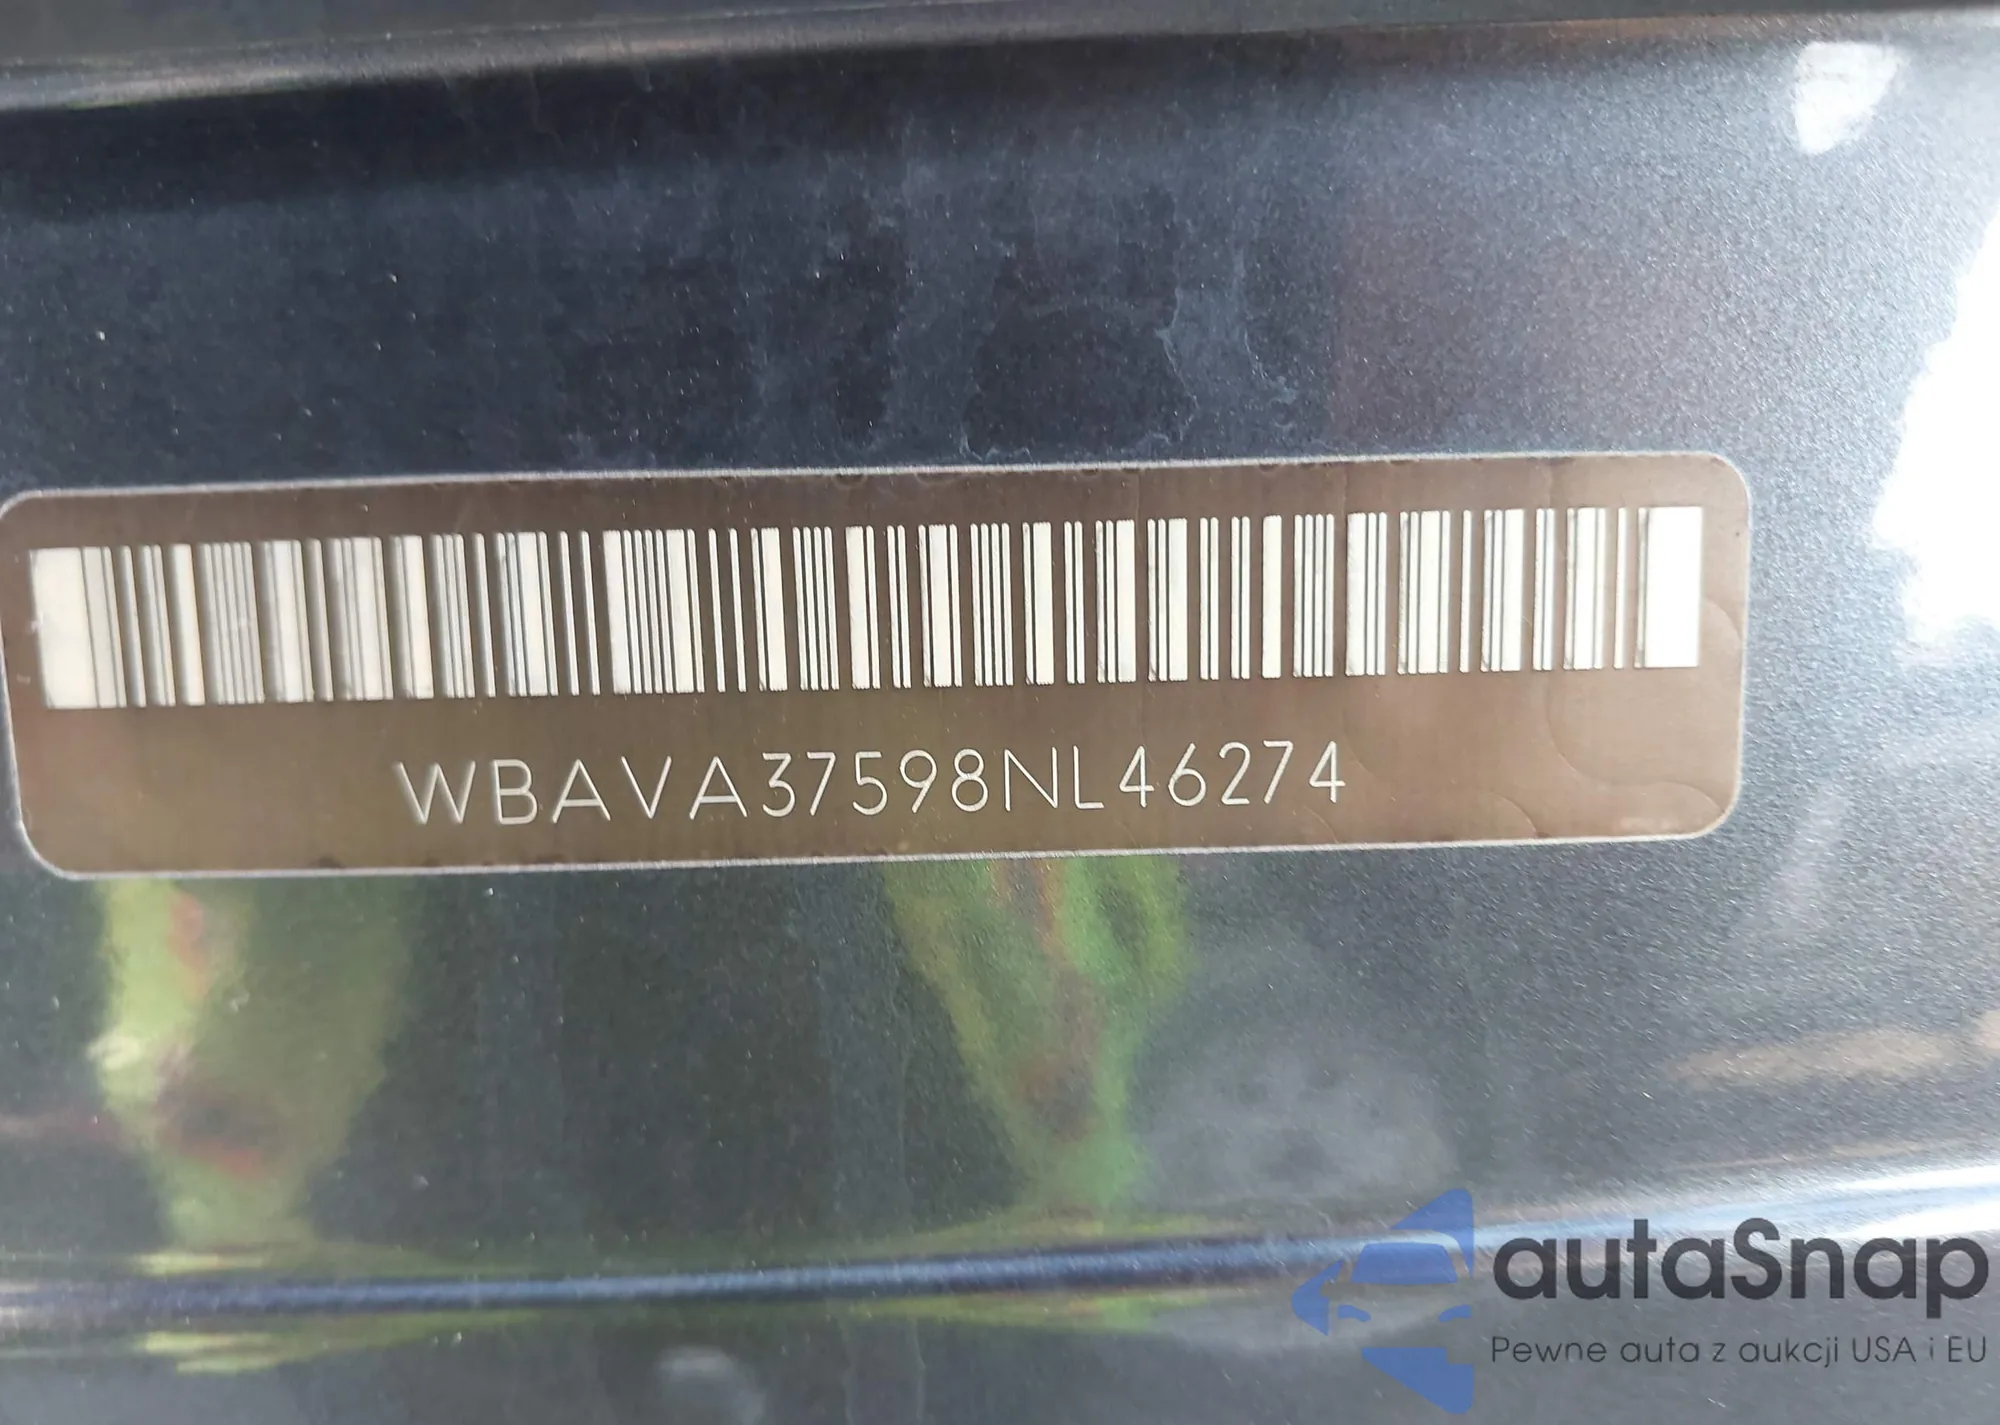 WBAVA37598NL46274
autaSnap
Pewne auta z aukcji USA i EU